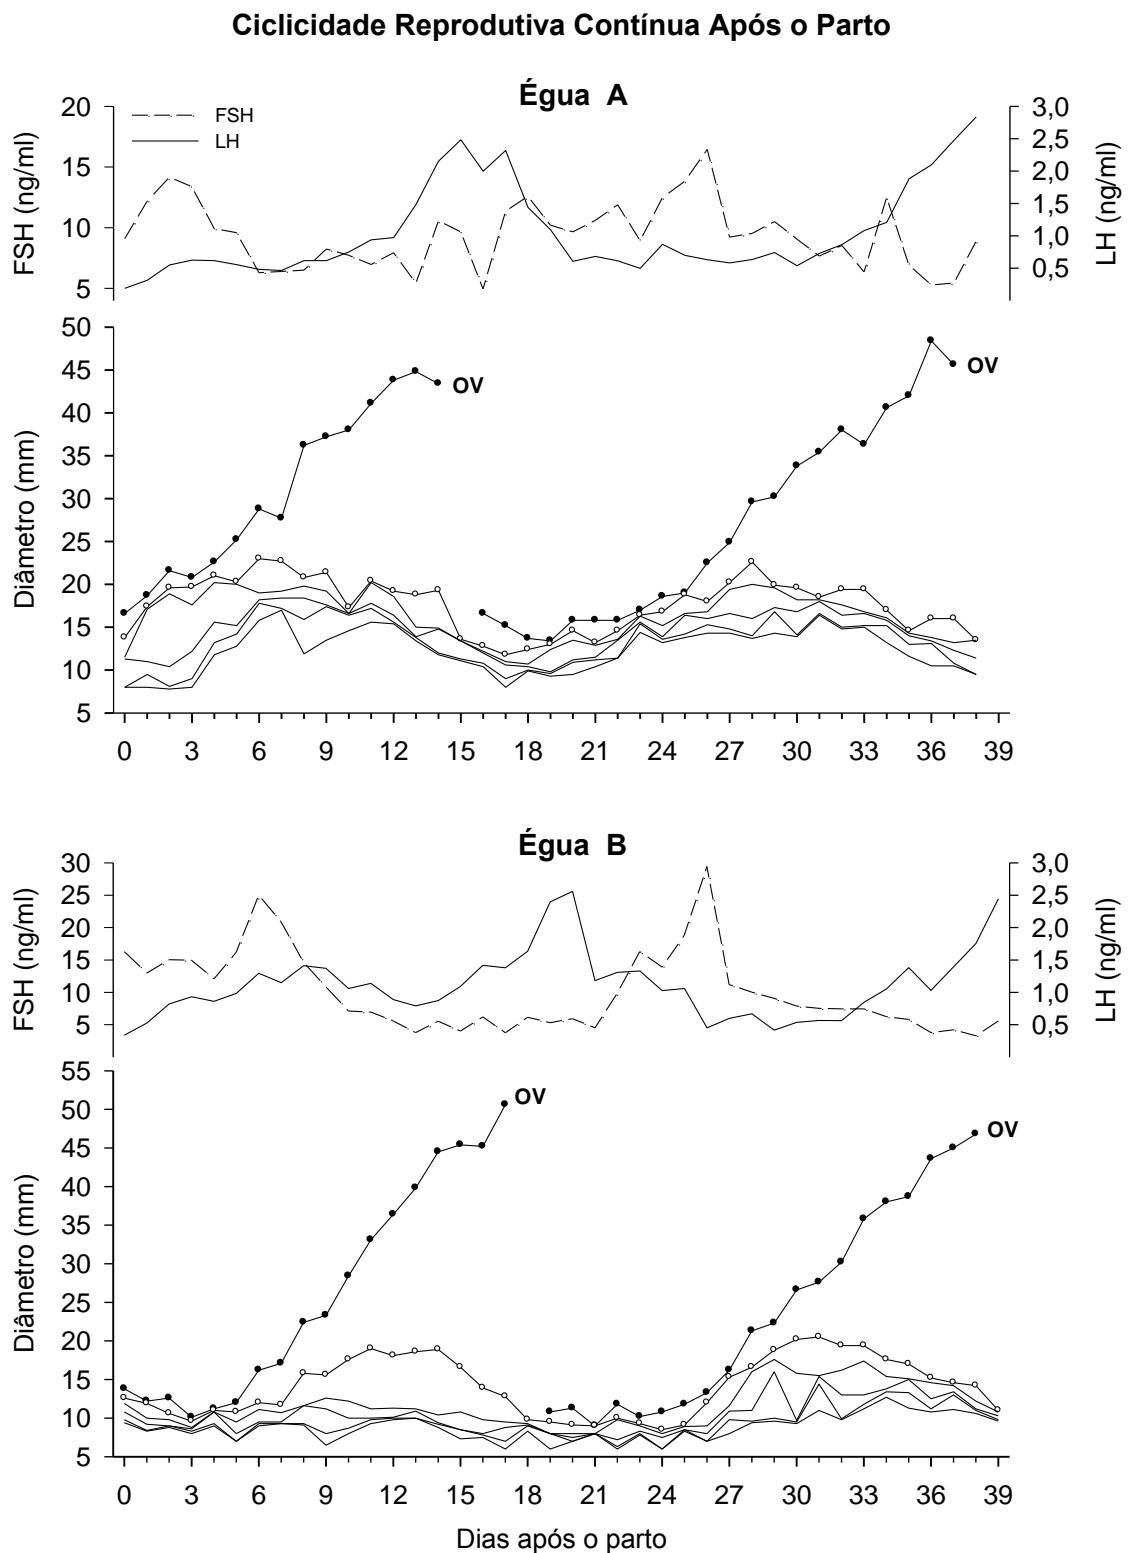 Ciclicidade Reprodutiva Contínua Após o Parto
Égua A
FSH
LH
FSH (ng/ml)
20
15
10
5
LH (ng/ml)
3,0
2,5
2,0
1,5
1,0
0,5
Diâmetro (mm)
50
45
40
35
30
25
20
15
10
5
OV
OV
0 3 6 9 12 15 18 21 24 27 30 33 36 39
Égua B
FSH (ng/ml)
30
25
20
15
10
5
LH (ng/ml)
3,0
2,5
2,0
1,5
1,0
0,5
Diâmetro (mm)
55
50
45
40
35
30
25
20
15
10
5
OV
OV
0 3 6 9 12 15 18 21 24 27 30 33 36 39
Dias após o parto